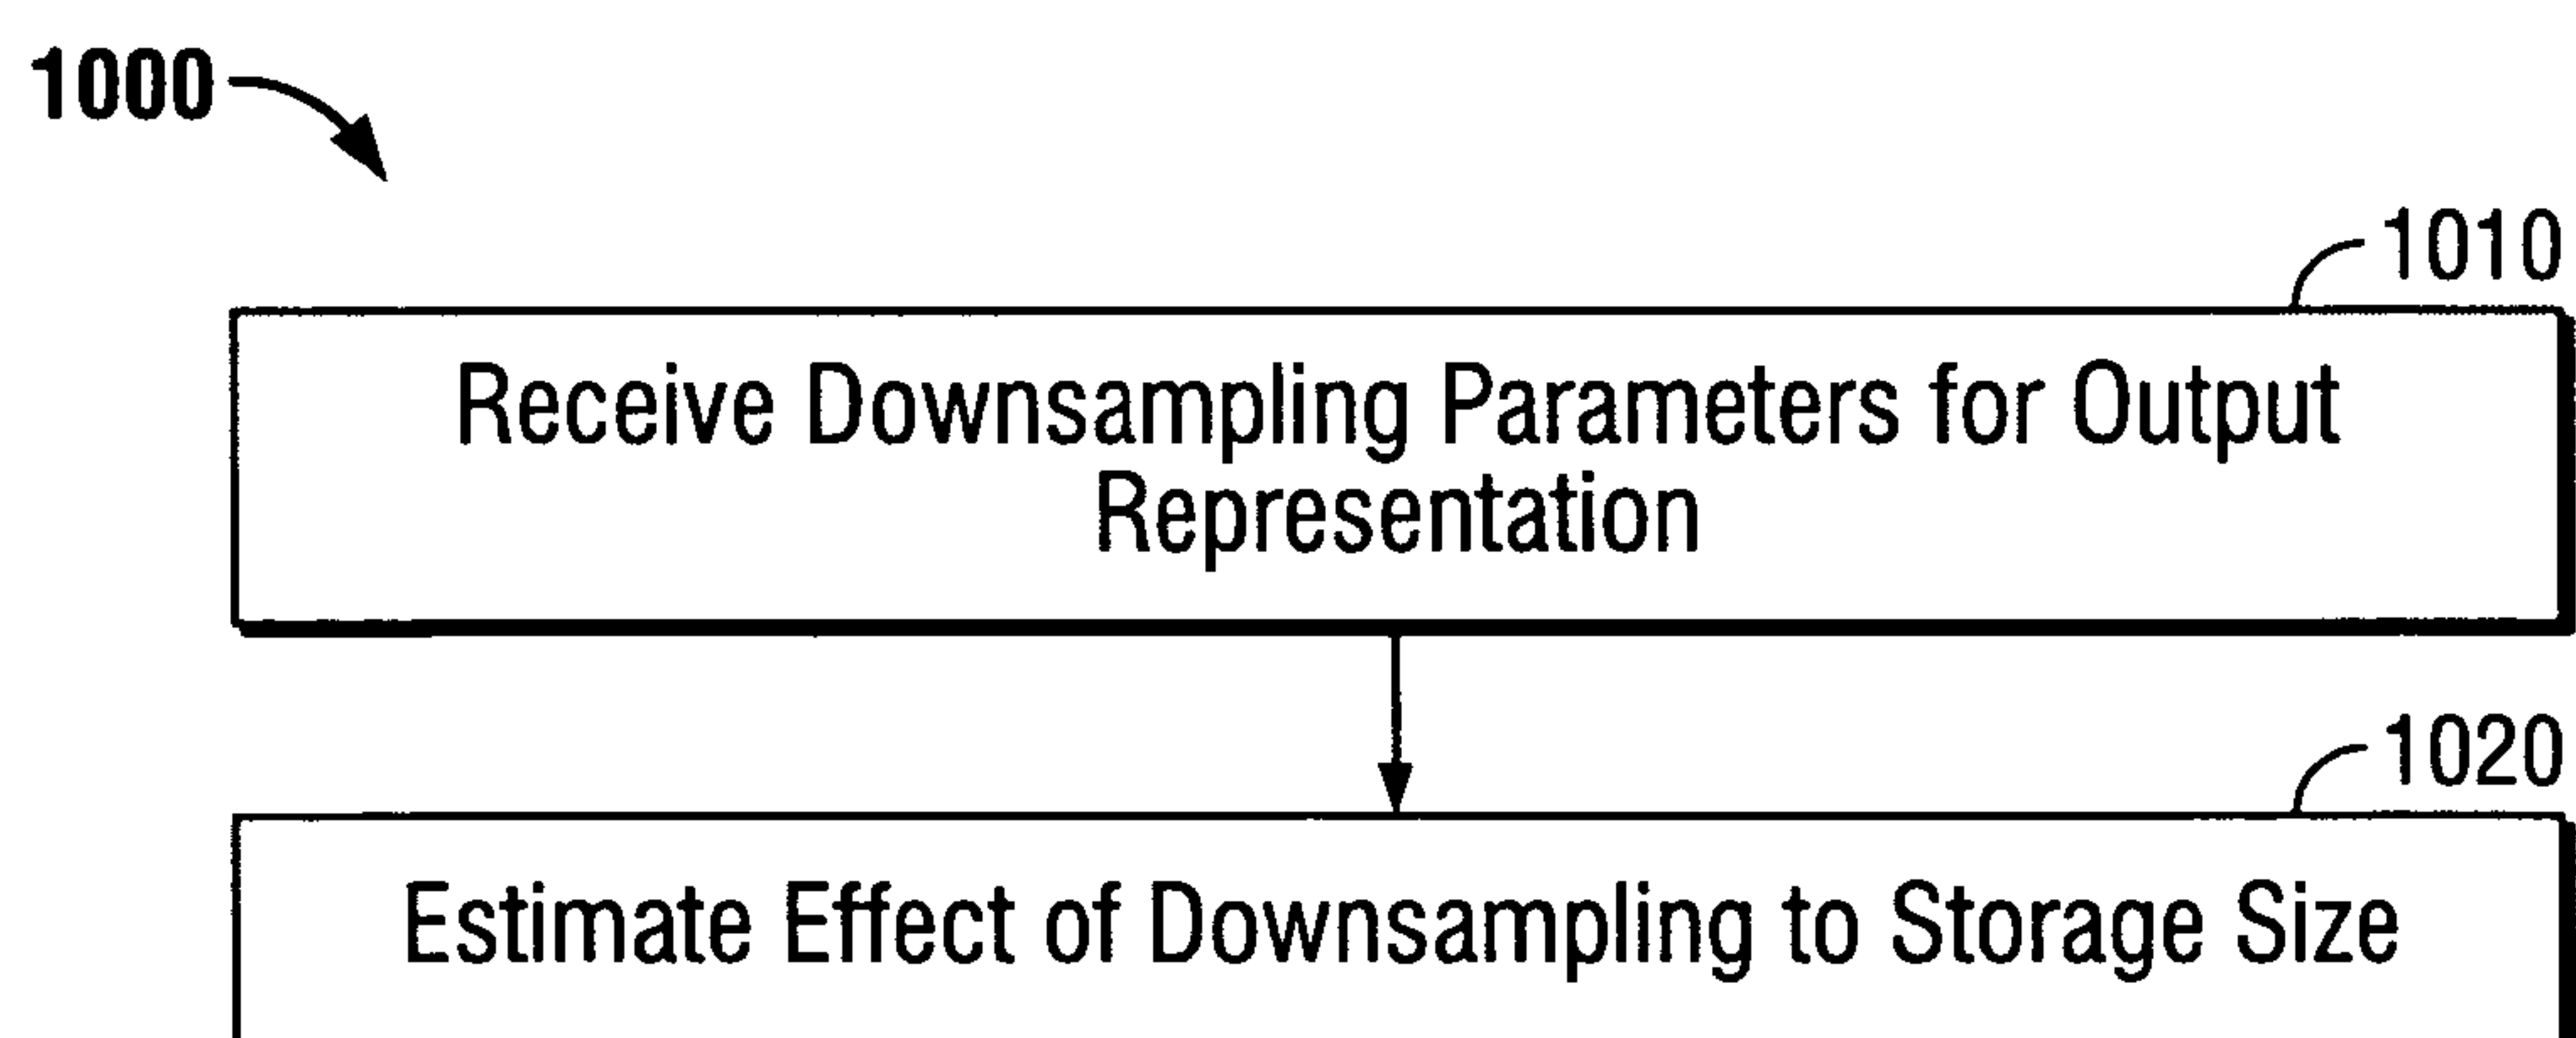 1000
1010
Receive Downsampling Parameters for Output
Representation
1020
Estimate Effect of Downsampling to Storage Size